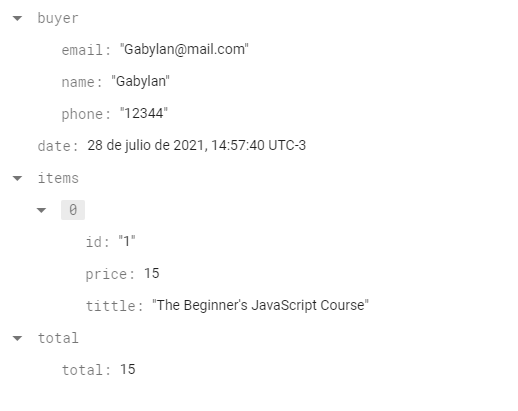 buyer
email: "Gabylan@mail.com"
name: "Gabylan"
phone: "12344"
date: 28 de julio de 2021, 14:57:40 UTC-3
items
0
id: "1"
price: 15
tittle: "The Beginner's JavaScript Course"
total
total: 15